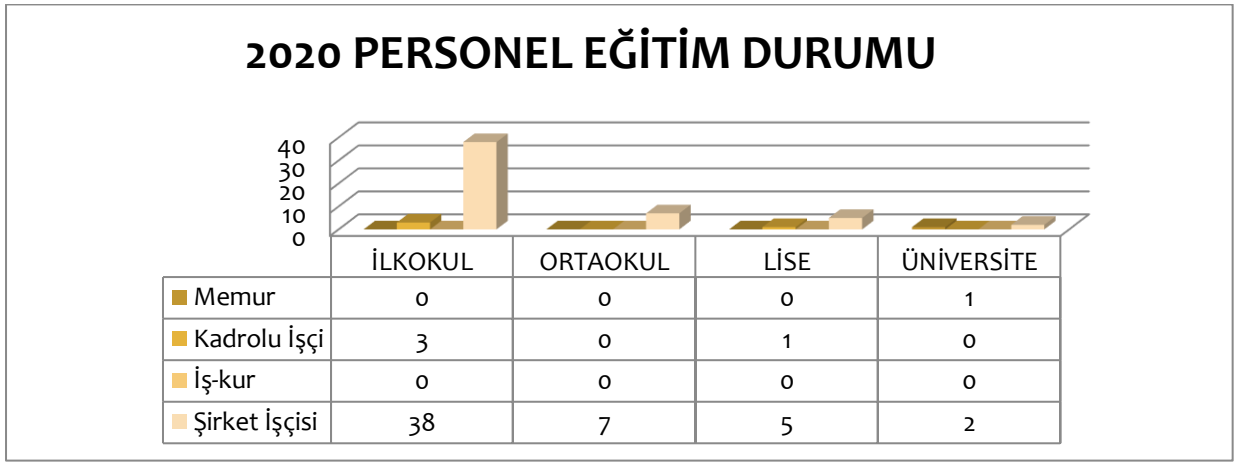 2020 PERSONEL EĞİTİM DURUMU
40
30
20
10
0
İLKOKUL ORTAOKUL LİSE ÜNİVERSİTE
Memur 0 0 0 1
Kadrolu İşçi 3 0 1 0
İş-kur 0 0 0 0
Şirket İşçisi 38 7 5 2